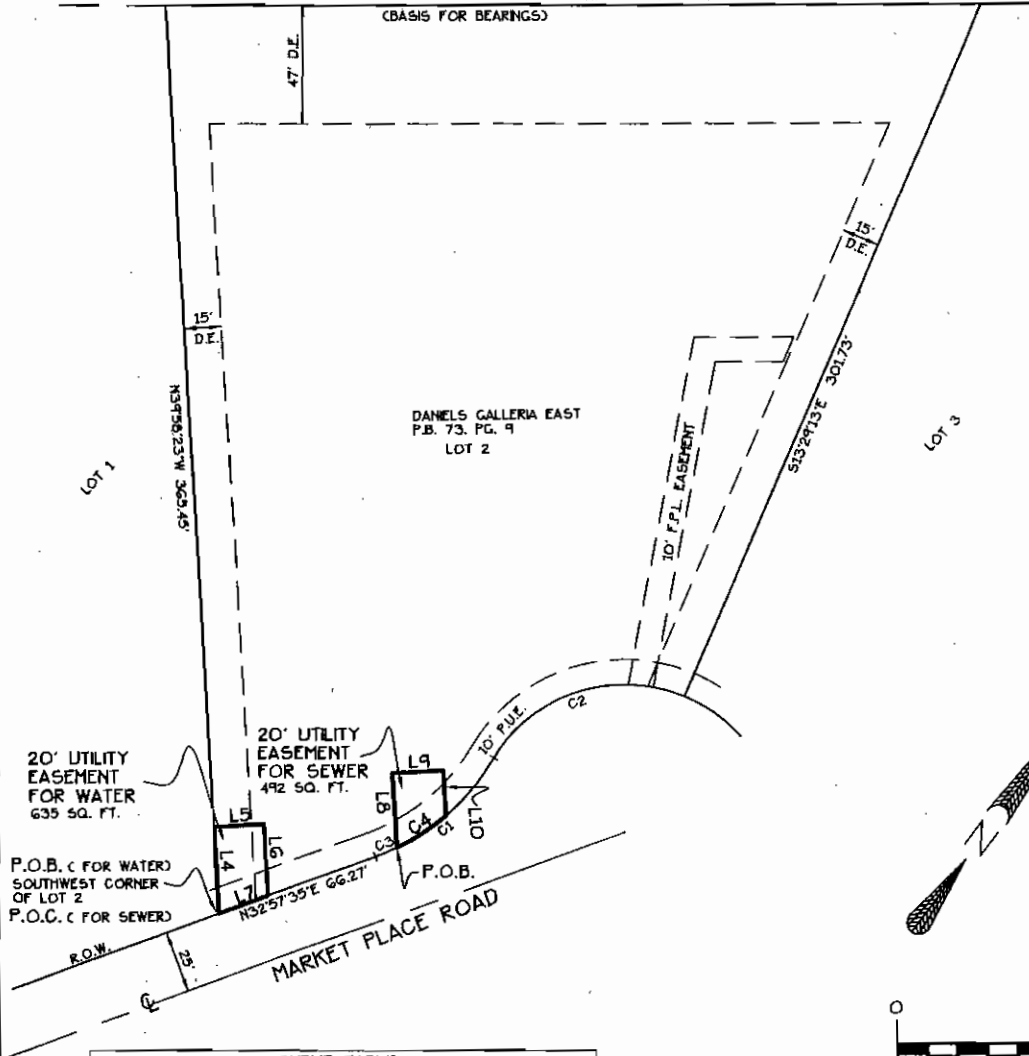 (BASIS FOR BEARINGS)
47' D.E.
15'
D.E.
15'
D.E.
N39°58'23"W 365.45'
DANIELS GALLERIA EAST
P.B. 73. PG. 9
LOT 2
S13°29'13"E 301.73'
LOT 3
LOT 1
10' F.P.L. EASEMENT
C2
10' P.U.E.
20' UTILITY
EASEMENT
FOR WATER
635 SQ. FT.
20' UTILITY
EASEMENT
FOR SEWER
492 SQ. FT.
L9
L8
L10
C4
C1
C3
L5
L4
L6
L7
P.O.B. ( FOR WATER)
SOUTHWEST CORNER
OF LOT 2
P.O.C. ( FOR SEWER)
P.O.B.
N32°57'35"E 66.27'
R.O.W.
25'
MARKET PLACE ROAD
N
0